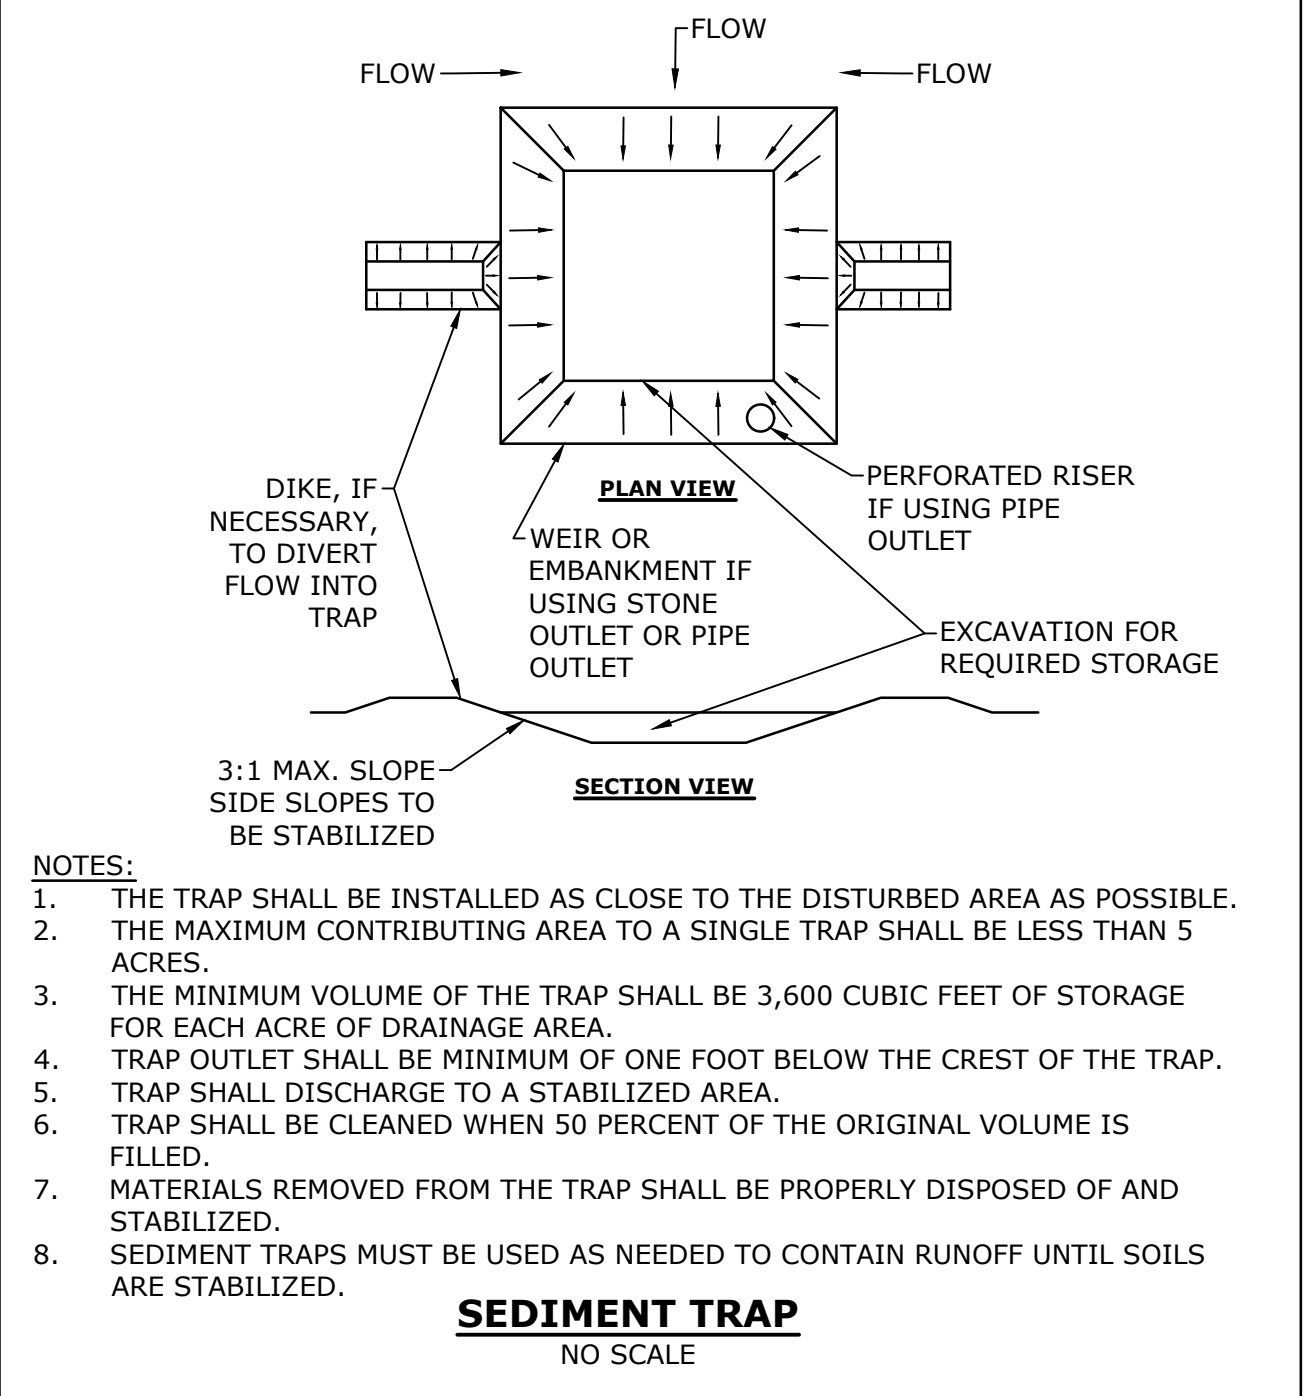 FLOW
FLOW
FLOW
DIKE, IF
NECESSARY,
TO DIVERT
FLOW INTO
TRAP
PLAN VIEW
WEIR OR
EMBANKMENT IF
USING STONE
OUTLET OR PIPE
OUTLET
PERFORATED RISER
IF USING PIPE
OUTLET
EXCAVATION FOR
REQUIRED STORAGE
3:1 MAX. SLOPE
SIDE SLOPES TO
BE STABILIZED
SECTION VIEW
NOTES:
1. THE TRAP SHALL BE INSTALLED AS CLOSE TO THE DISTURBED AREA AS POSSIBLE.
2. THE MAXIMUM CONTRIBUTING AREA TO A SINGLE TRAP SHALL BE LESS THAN 5
ACRES.
3. THE MINIMUM VOLUME OF THE TRAP SHALL BE 3,600 CUBIC FEET OF STORAGE
FOR EACH ACRE OF DRAINAGE AREA.
4. TRAP OUTLET SHALL BE MINIMUM OF ONE FOOT BELOW THE CREST OF THE TRAP.
5. TRAP SHALL DISCHARGE TO A STABILIZED AREA.
6. TRAP SHALL BE CLEANED WHEN 50 PERCENT OF THE ORIGINAL VOLUME IS
FILLED.
7. MATERIALS REMOVED FROM THE TRAP SHALL BE PROPERLY DISPOSED OF AND
STABILIZED.
8. SEDIMENT TRAPS MUST BE USED AS NEEDED TO CONTAIN RUNOFF UNTIL SOILS
ARE STABILIZED.
SEDIMENT TRAP
NO SCALE